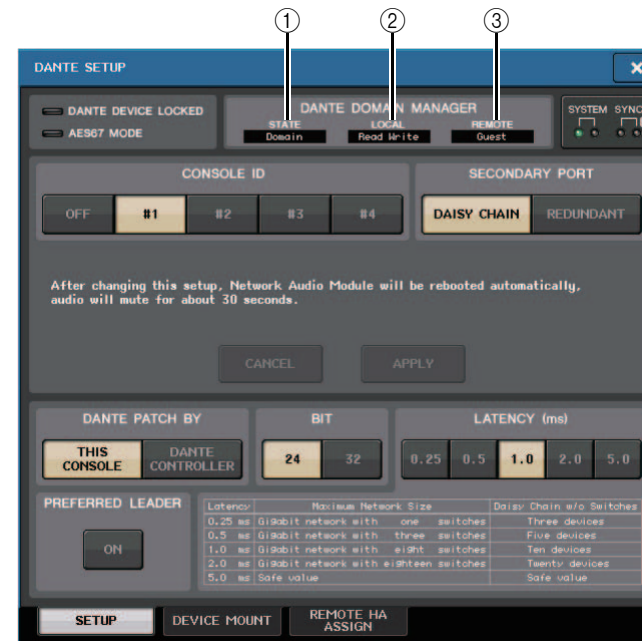 ① ② ③
DANTE SETUP
DANTE DEVICE LOCKED
AES67 MODE
DANTE DOMAIN MANAGER
STATE LOCAL REMOTE
Domain Read Write Guest
SYSTEM SYNC
CONSOLE ID
OFF #1 #2 #3 #4
SECONDARY PORT
DAISY CHAIN REDUNDANT
After changing this setup, Network Audio Module will be rebooted automatically,
audio will mute for about 30 seconds.
CANCEL APPLY
DANTE PATCH BY
THIS CONSOLE DANTE CONTROLLER
BIT
24 32
LATENCY (ms)
0.25 0.5 1.0 2.0 5.0
PREFERRED LEADER
ON
Latency Maximum Network Size Daisy Chain w/o Switches
0.25 ms Gigabit network with one switches Three devices
0.5 ms Gigabit network with three switches Five devices
1.0 ms Gigabit network with eight switches Ten devices
2.0 ms Gigabit network with eighteen switches Twenty devices
5.0 ms Safe value Safe value
SETUP DEVICE MOUNT REMOTE HA ASSIGN